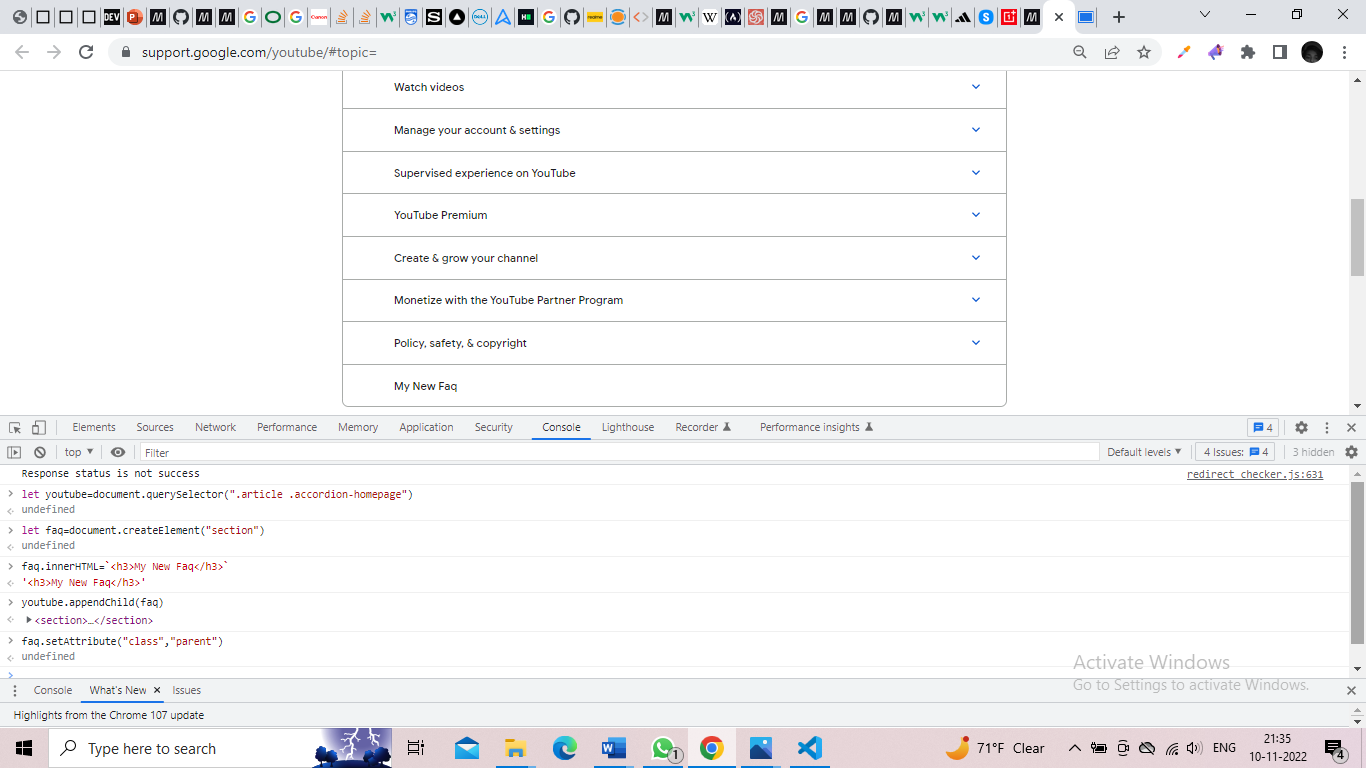 DEV
support.google.com/youtube/#topic=
Watch videos
Manage your account & settings
Supervised experience on YouTube
YouTube Premium
Create & grow your channel
Monetize with the YouTube Partner Program
Policy, safety, & copyright
My New Faq
Elements Sources Network Performance Memory Application Security Console Lighthouse Recorder Performance insights 4
top Filter Default levels 4 Issues: 4 3 hidden
Response status is not success redirect_checker.js:631
let youtube=document.querySelector(".article .accordion-homepage")
undefined
let faq=document.createElement("section")
undefined
faq.innerHTML=`<h3>My New Faq</h3>`
'<h3>My New Faq</h3>'
youtube.appendChild(faq)
<section>…</section>
faq.setAttribute("class","parent")
undefined
Activate Windows
Go to Settings to activate Windows.
Console What's New Issues
Highlights from the Chrome 107 update
Type here to search 1 71°F Clear ENG 21:35
10-11-2022 4